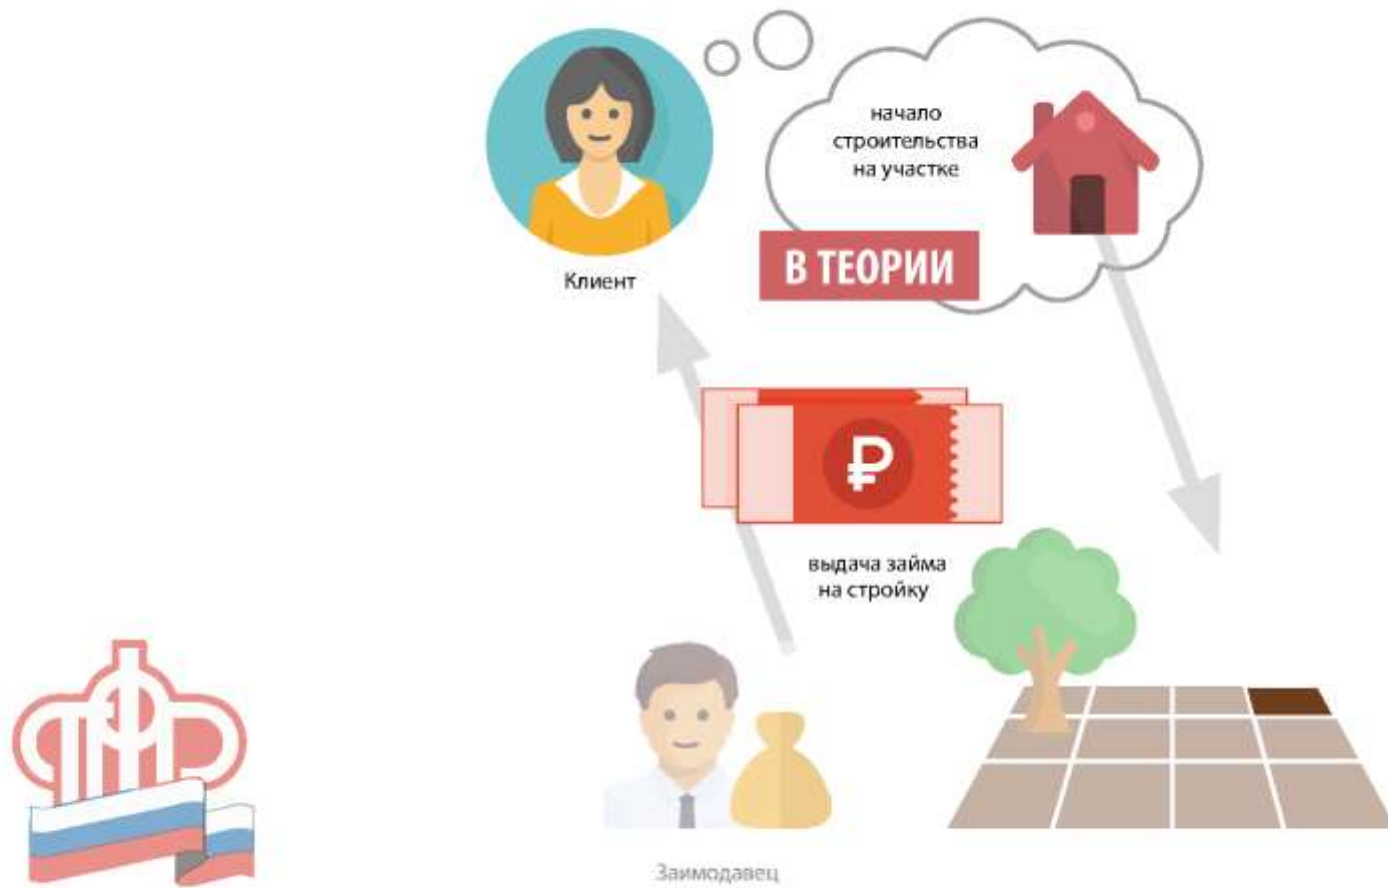 начало
строительства
на участке
В ТЕОРИИ
Клиент
₽
выдача займа
на стройку
Заимодавец